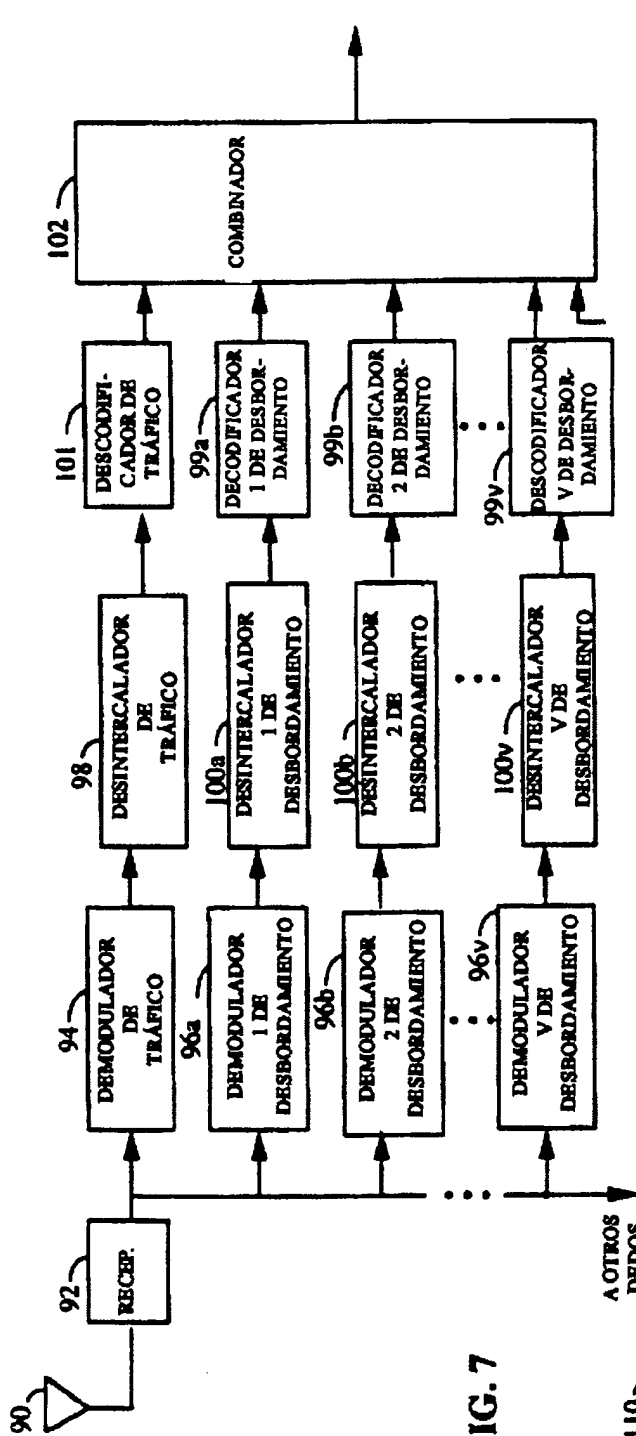 90
92
RECEP.
94
DEMODULADOR
DE
TRÁFICO
98
DESINTERCALADOR
DE
TRÁFICO
101
DESCODIFI-
CADOR DE
TRÁFICO
102
COMBINADOR
96a
DEMODULADOR
1 DE
DESBORDAMIENTO
100a
DESINTERCALADOR
1 DE
DESBORDAMIENTO
99a
DECODIFICADOR
1 DE DESBOR-
DAMIENTO
96b
DEMODULADOR
2 DE
DESBORDAMIENTO
100b
DESINTERCALADOR
2 DE
DESBORDAMIENTO
99b
DECODIFICADOR
2 DE DESBOR-
DAMIENTO
96v
DEMODULADOR
V DE
DESBORDAMIENTO
100v
DESINTERCALADOR
V DE
DESBORDAMIENTO
99v
DESCODIFICADOR
V DE DESBOR-
DAMIENTO
A OTROS
DEDOS
IG. 7
110